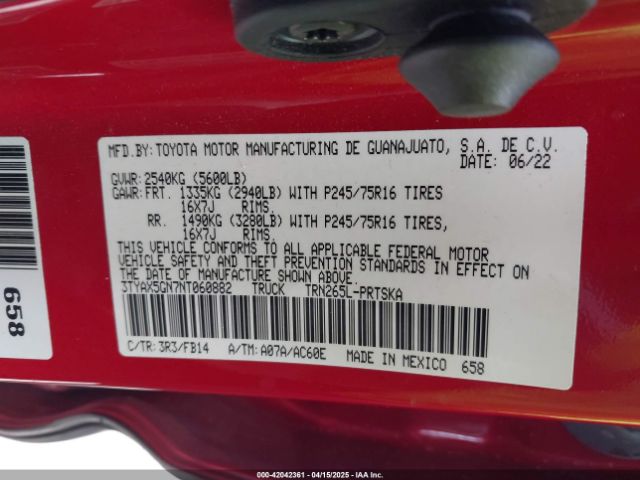 MFD.BY: TOYOTA MOTOR MANUFACTURING DE GUANAJUATO, S.A. DE C.V.
DATE: 06/22
GVWR: 2540KG (5600LB)
GAWR: FRT. 1335KG (2940LB) WITH P245/75R16 TIRES
16X7J RIMS
RR. 1490KG (3280LB) WITH P245/75R16 TIRES,
16X7J RIMS.
THIS VEHICLE CONFORMS TO ALL APPLICABLE FEDERAL MOTOR
VEHICLE SAFETY AND THEFT PREVENTION STANDARDS IN EFFECT ON
THE DATE OF MANUFACTURE SHOWN ABOVE.
3TYAX5GN7NT060882 TRUCK TRN265L-PRTSKA
C/TR: 3R3/FB14 A/TM: A07A/AC60E MADE IN MEXICO 658
658
000-42042361 - 04/15/2025 - IAAI, Inc.